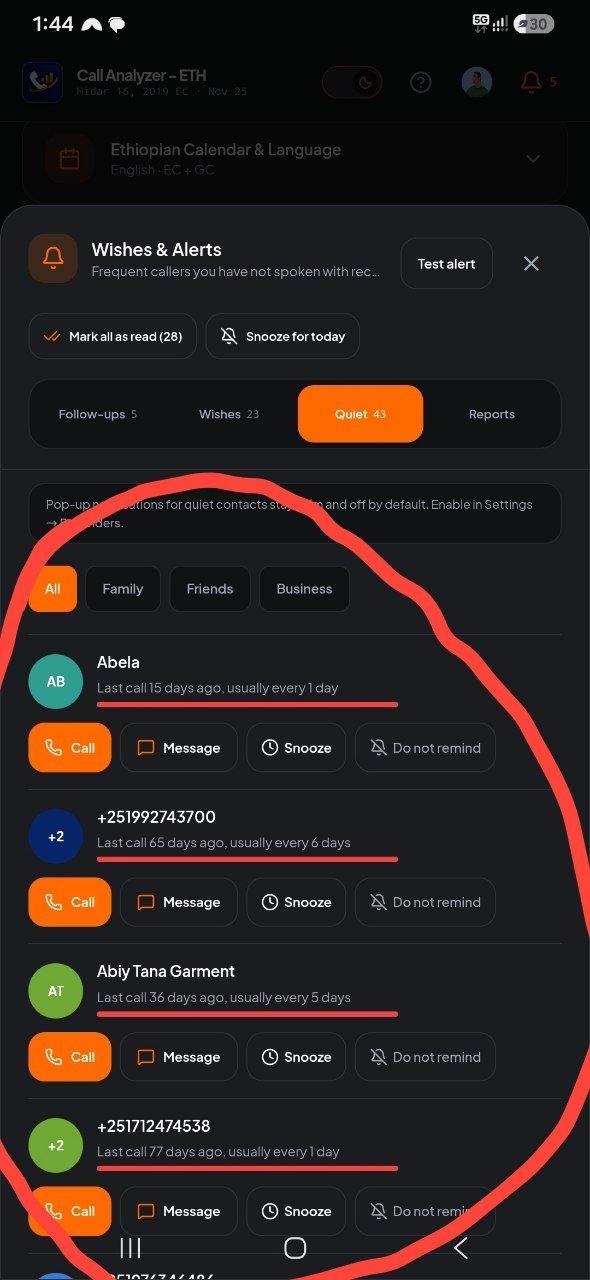 1:44
5G
30
Call Analyzer – ETH
Hidar 16, 2019 EC · Nov 25
5
Ethiopian Calendar & Language
English · EC + GC
Wishes & Alerts
Frequent callers you have not spoken with rec...
Test alert
Mark all as read (28)
Snooze for today
Follow-ups 5
Wishes 23
Quiet 43
Reports
Pop-up for quiet contacts and off by default. Enable in Settings
→
All
Family
Friends
Business
AB
Abela
Last call 15 days ago, usually every 1 day
Call
Message
Snooze
Do not remind
+2
+251992743700
Last call 65 days ago, usually every 6 days
Call
Message
Snooze
Do not remind
AT
Abiy Tana Garment
Last call 36 days ago, usually every 5 days
Call
Message
Snooze
Do not remind
+2
+251712474538
Last call 77 days ago, usually every 1 day
Call
Message
Snooze
Do not remind